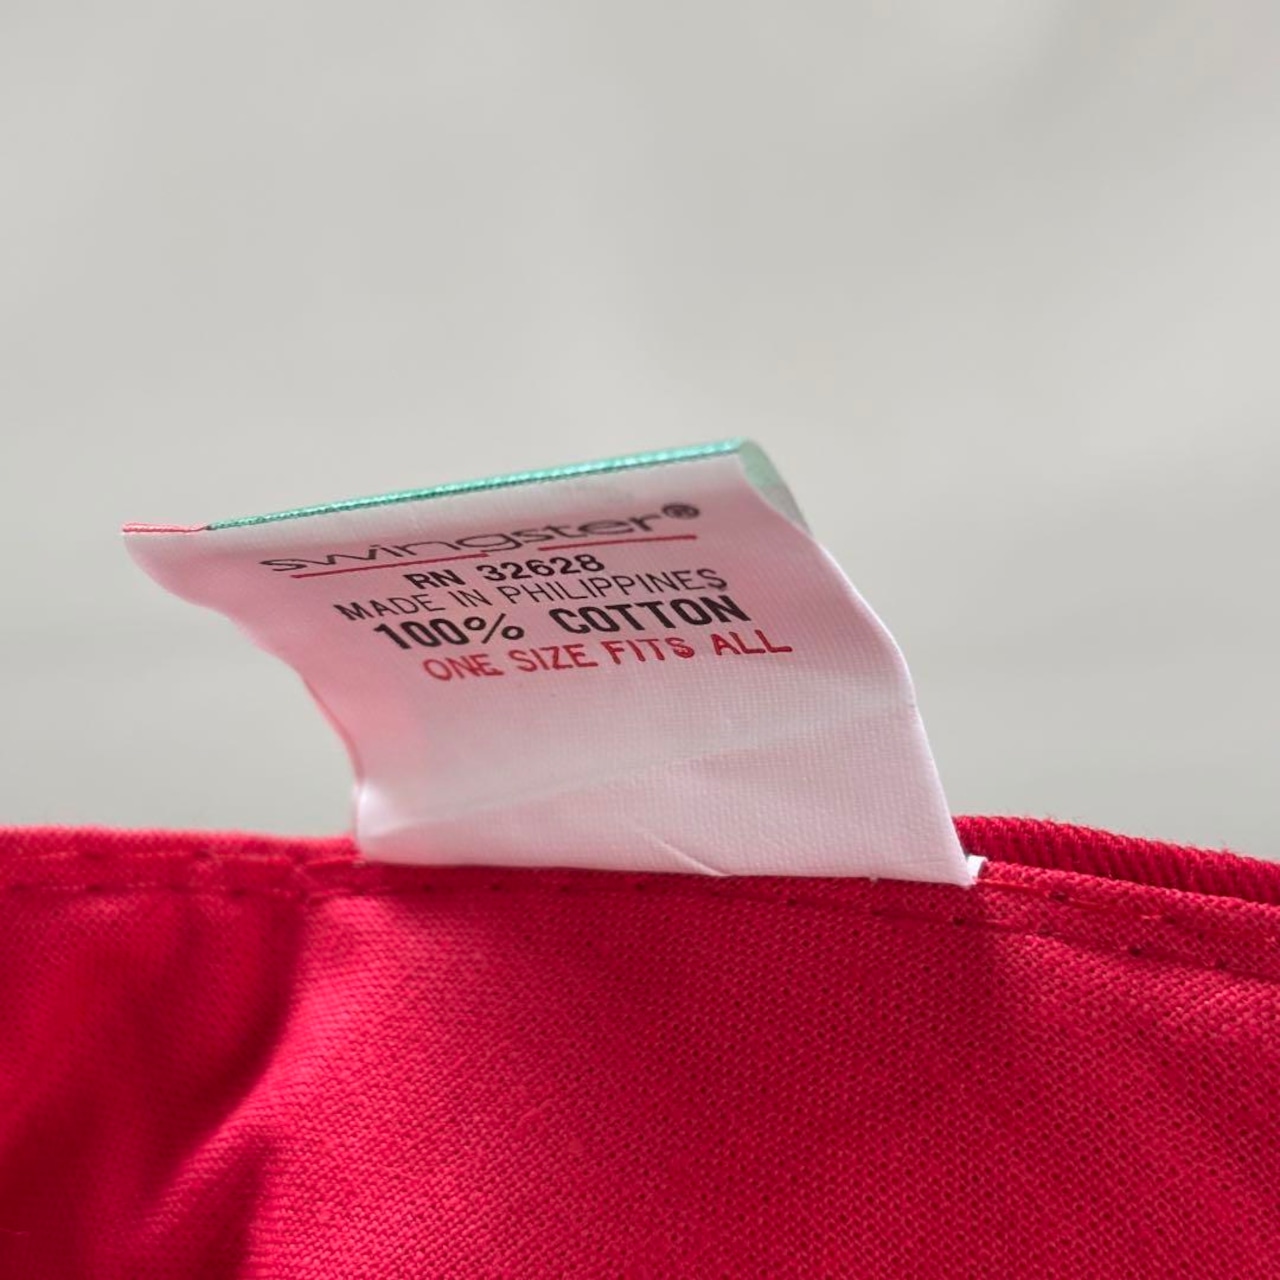 swingster®
RN 32628
MADE IN PHILIPPINES
100% COTTON
ONE SIZE FITS ALL